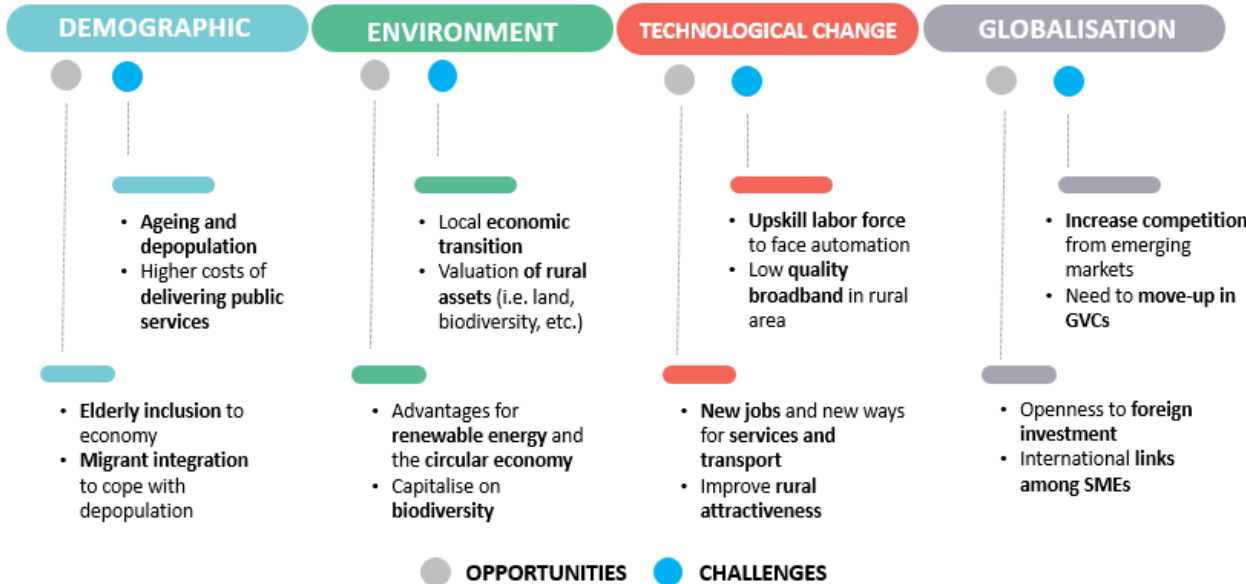 DEMOGRAPHIC
ENVIRONMENT
TECHNOLOGICAL CHANGE
GLOBALISATION
• Ageing and
depopulation
• Higher costs of
delivering public
services
• Local economic
transition
• Valuation of rural
assets (i.e. land,
biodiversity, etc.)
• Upskill labor force
to face automation
• Low quality
broadband in rural
area
• Increase competition
from emerging
markets
• Need to move-up in
GVCs
• Elderly inclusion to
economy
• Migrant integration
to cope with
depopulation
• Advantages for
renewable energy and
the circular economy
• Capitalise on
biodiversity
• New jobs and new ways
for services and
transport
• Improve rural
attractiveness
• Openness to foreign
investment
• International links
among SMEs
OPPORTUNITIES
CHALLENGES